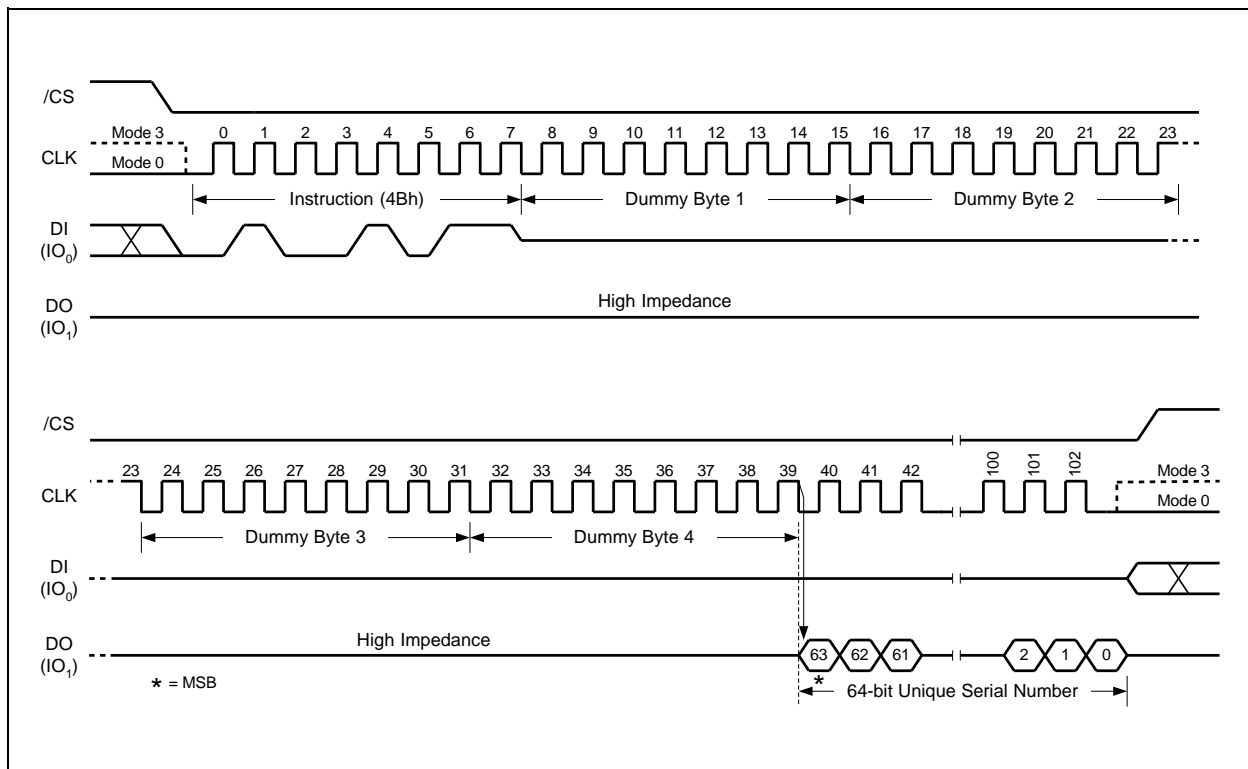 /CS
Mode 3 0 1 2 3 4 5 6 7 8 9 10 11 12 13 14 15 16 17 18 19 20 21 22 23
CLK
Mode 0
Instruction (4Bh) Dummy Byte 1 Dummy Byte 2
DI
(IO0)
High Impedance
DO
(IO1)
/CS
23 24 25 26 27 28 29 30 31 32 33 34 35 36 37 38 39 40 41 42 100 101 102 Mode 3
CLK
Mode 0
Dummy Byte 3 Dummy Byte 4
DI
(IO0)
High Impedance
DO
(IO1)
63 62 61 2 1 0
* = MSB
*
64-bit Unique Serial Number